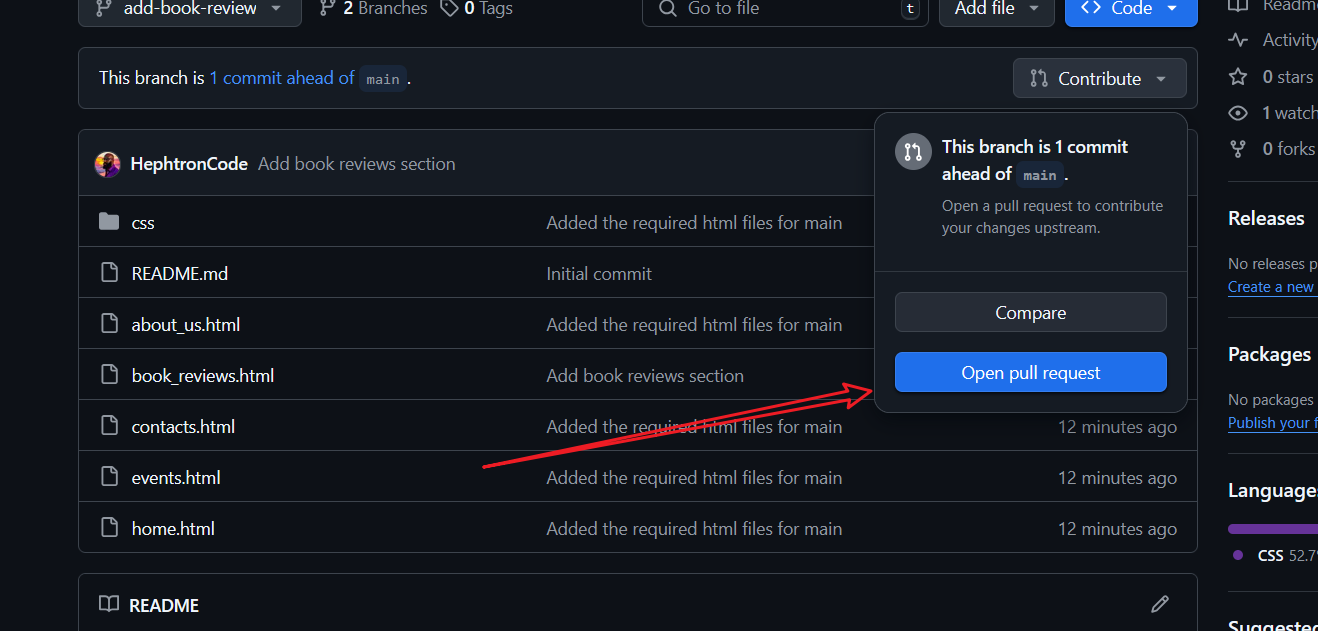 add-book-review
2 Branches
0 Tags
Go to file
t
Add file
Code
This branch is 1 commit ahead of main .
Contribute
HephtronCode Add book reviews section
css Added the required html files for main
README.md Initial commit
about_us.html Added the required html files for main
book_reviews.html Add book reviews section
contacts.html Added the required html files for main 12 minutes ago
events.html Added the required html files for main 12 minutes ago
home.html Added the required html files for main 12 minutes ago
README
This branch is 1 commit
ahead of main .
Open a pull request to contribute
your changes upstream.
Compare
Open pull request
Readm
Activity
0 stars
1 watch
0 forks
Releases
No releases p
Create a new
Packages
No packages
Publish your f
Languages
CSS 52.7
Suggested